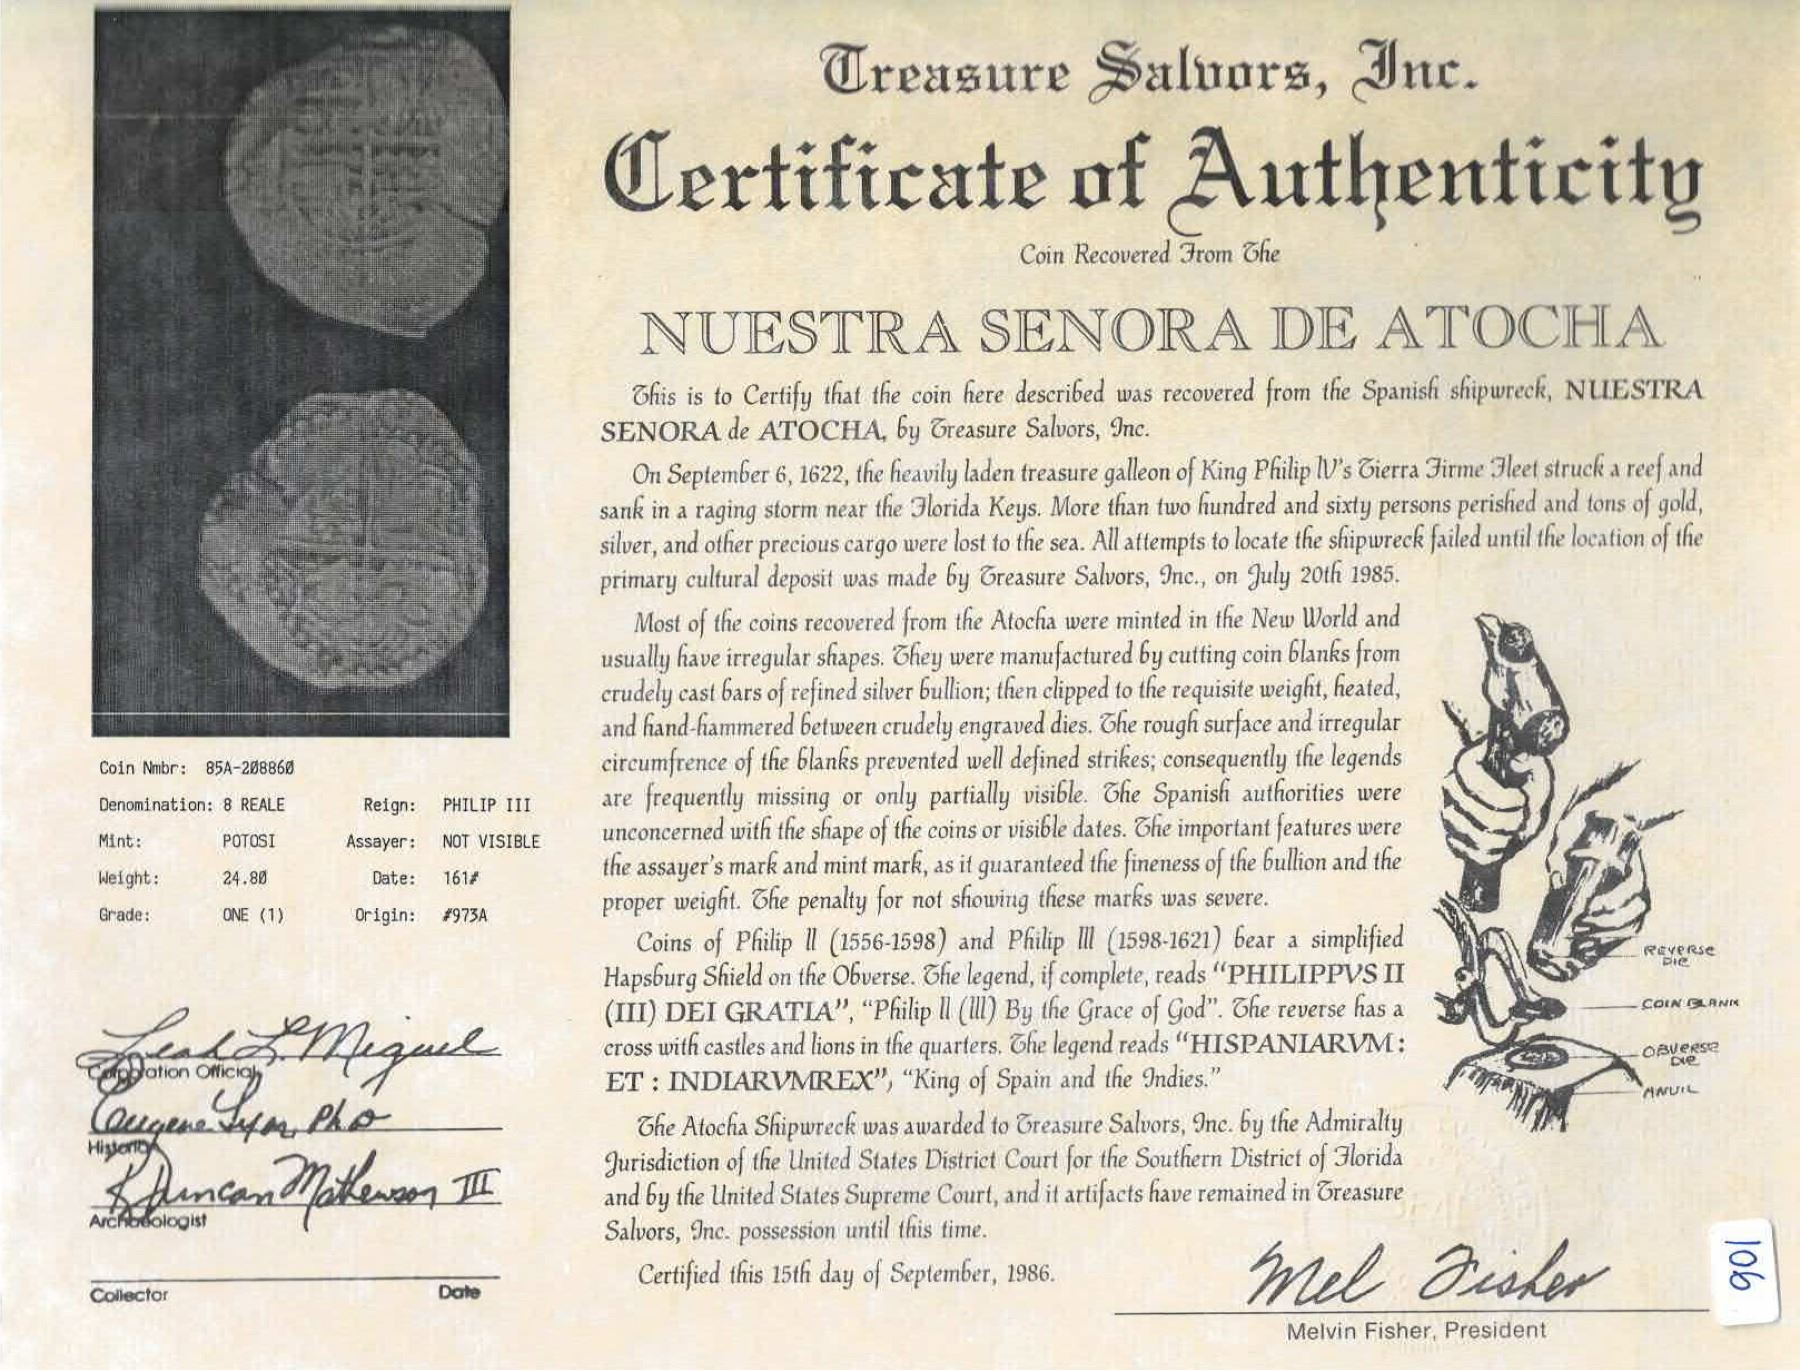 Treasure Salvors, Inc.
Certificate of Authenticity
Coin Recovered From The
NUESTRA SENORA DE ATOCHA
This is to Certify that the coin here described was recovered from the Spanish shipwreck, NUESTRA
SENORA de ATOCHA, by Treasure Salvors, Inc.
On September 6, 1622, the heavily laden treasure galleon of King Philip IV's Tierra Firme Fleet struck a reef and
sank in a raging storm near the Florida Keys. More than two hundred and sixty persons perished and tons of gold,
silver, and other precious cargo were lost to the sea. All attempts to locate the shipwreck failed until the location of the
primary cultural deposit was made by Treasure Salvors, Inc., on July 20th 1985.
Most of the coins recovered from the Atocha were minted in the New World and
usually have irregular shapes. They were manufactured by cutting coin blanks from
crudely cast bars of refined silver bullion; then clipped to the requisite weight, heated,
and hand-hammered between crudely engraved dies. The rough surface and irregular
circumfrence of the blanks prevented well defined strikes; consequently the legends
are frequently missing or only partially visible. The Spanish authorities were
unconcerned with the shape of the coins or visible dates. The important features were
the assayer's mark and mint mark, as it guaranteed the fineness of the bullion and the
proper weight. The penalty for not showing these marks was severe.
Coins of Philip II (1556-1598) and Philip III (1598-1621) bear a simplified
Hapsburg Shield on the Obverse. The legend, if complete, reads "PHILIPPVS II
(III) DEI GRATIA", "Philip II (III) By the Grace of God". The reverse has a
cross with castles and lions in the quarters. The legend reads "HISPANIARVM :
ET : INDIARVMREX", "King of Spain and the Indies."
The Atocha Shipwreck was awarded to Treasure Salvors, Inc. by the Admiralty
Jurisdiction of the United States District Court for the Southern District of Florida
and by the United States Supreme Court, and it artifacts have remained in Treasure
Salvors, Inc. possession until this time.
Certified this 15th day of September, 1986.
REVERSE
DIE
COIN BLANK
OBVERSE
DIE
ANVIL
Coin Nmbr: 85A-208860
Denomination: 8 REALE Reign: PHILIP III
Mint: POTOSI Assayer: NOT VISIBLE
Weight: 24.80 Date: 161#
Grade: ONE (1) Origin: #973A
Leah L. Miguel
Corporation Official
Eugene Lyon, PhD
Historian
R Duncan Mathewson III
Archaeologist
Collector Date
Mel Fisher
Melvin Fisher, President
106